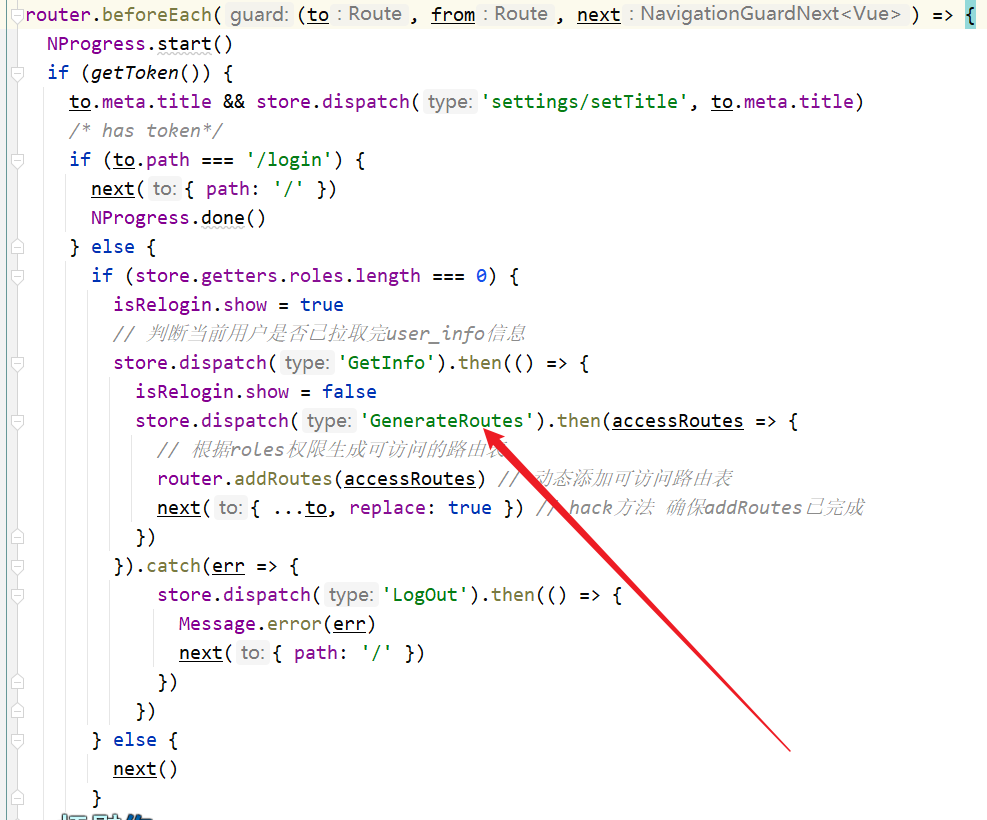 router.beforeEach( guard: (to : Route , from : Route , next : NavigationGuardNext<Vue> ) => {
NProgress.start()
if (getToken()) {
to.meta.title && store.dispatch( type: 'settings/setTitle', to.meta.title)
/* has token*/
if (to.path === '/login') {
next( to: { path: '/' })
NProgress.done()
} else {
if (store.getters.roles.length === 0) {
isRelogin.show = true
// 判断当前用户是否已拉取完user_info信息
store.dispatch( type: 'GetInfo').then(() => {
isRelogin.show = false
store.dispatch( type: 'GenerateRoutes').then(accessRoutes => {
// 根据roles权限生成可访问的路由表
router.addRoutes(accessRoutes) // 动态添加可访问路由表
next( to: { ...to, replace: true }) // hack方法 确保addRoutes已完成
})
}).catch(err => {
store.dispatch( type: 'LogOut').then(() => {
Message.error(err)
next( to: { path: '/' })
})
})
} else {
next()
}